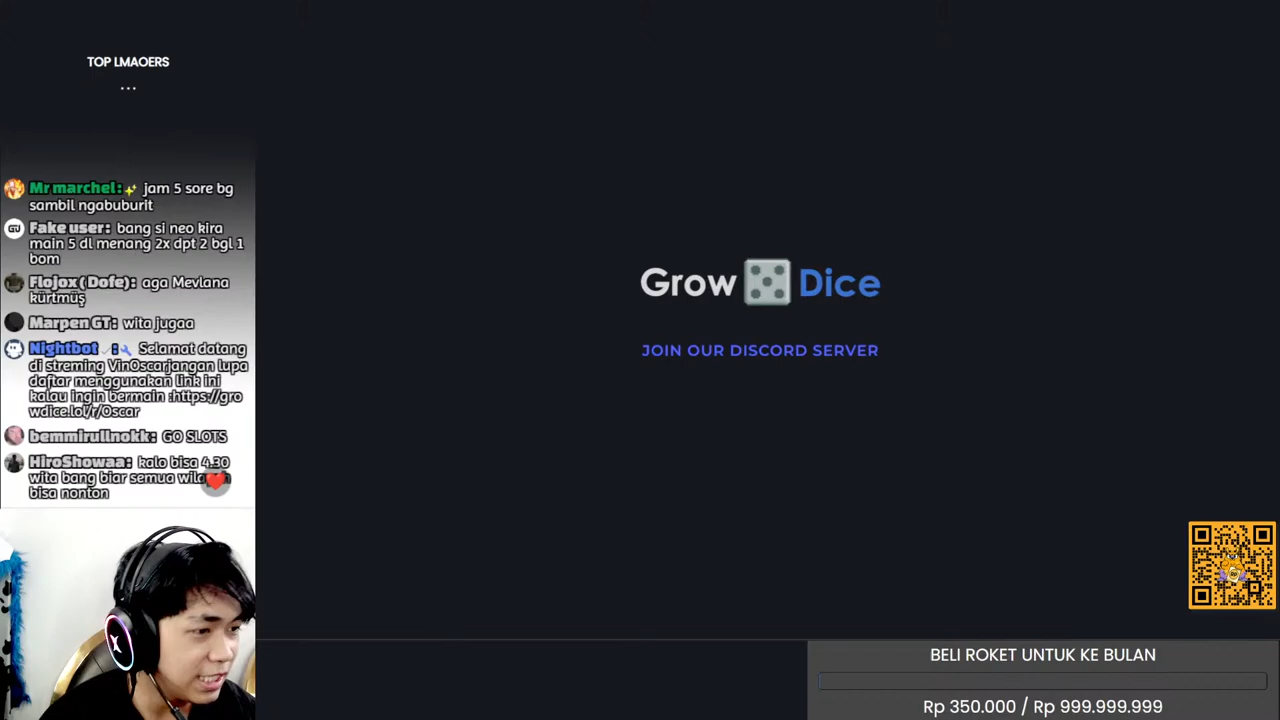 TOP LMAOERS
...
Mr marchel: jam 5 sore bg
sambil ngabuburit
Fake user: bang si neo kira
main 5 dl menang 2x dpt 2 bgl 1
bom
Flojox (Dofe): aga Mevlana
kürtmüş
Marpen GT: wita jugaa
Nightbot : Selamat datang
di streming VinOscarjangan lupa
daftar menggunakan link ini
kalau ingin bermain :https://gro
wdice.lol/r/Oscar
bemmirulinokk: GO SLOTS
HiroShowaa: kalo bisa 4.30
wita bang biar semua
bisa nonton
Grow Dice
JOIN OUR DISCORD SERVER
BELI ROKET UNTUK KE BULAN
Rp 350.000 / Rp 999.999.999